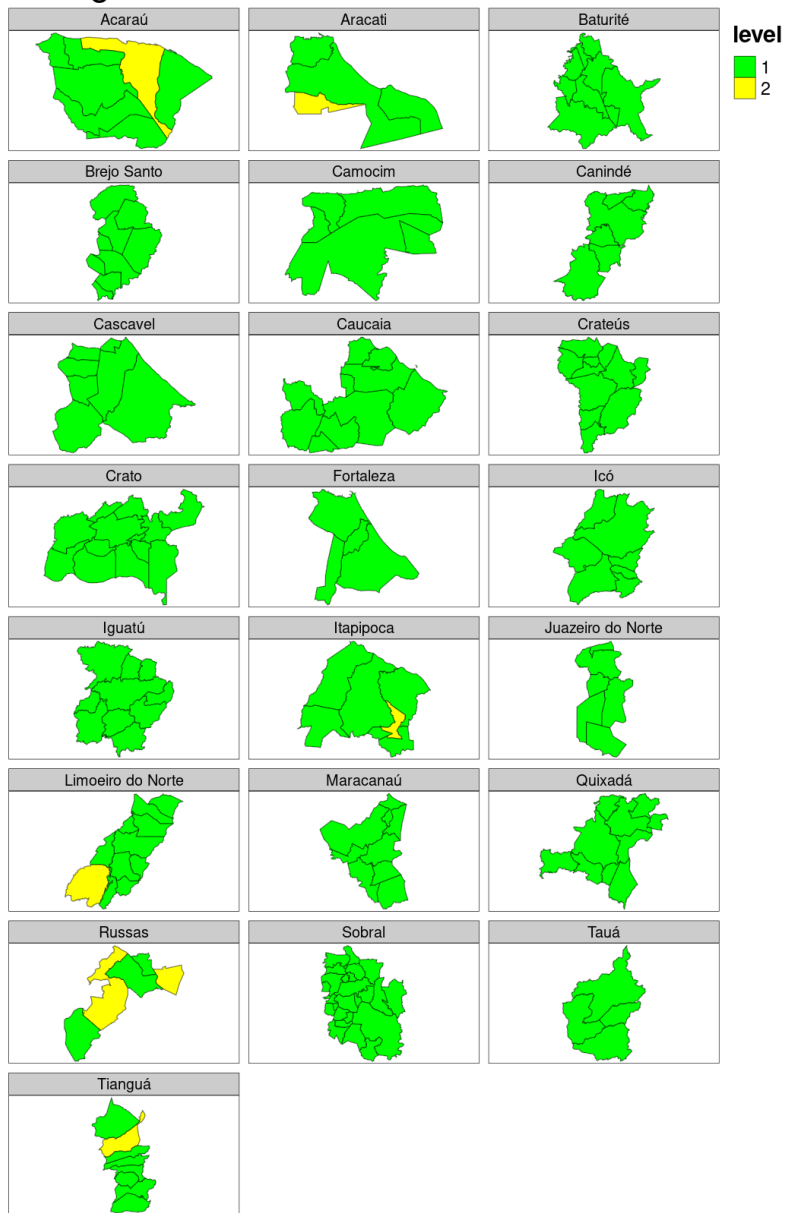 Acaraú
Aracati
Baturité
level
1
2
Brejo Santo
Camocim
Canindé
Cascavel
Caucaia
Crateús
Crato
Fortaleza
Icó
Iguatú
Itapipoca
Juazeiro do Norte
Limoeiro do Norte
Maracanaú
Quixadá
Russas
Sobral
Tauá
Tianguá